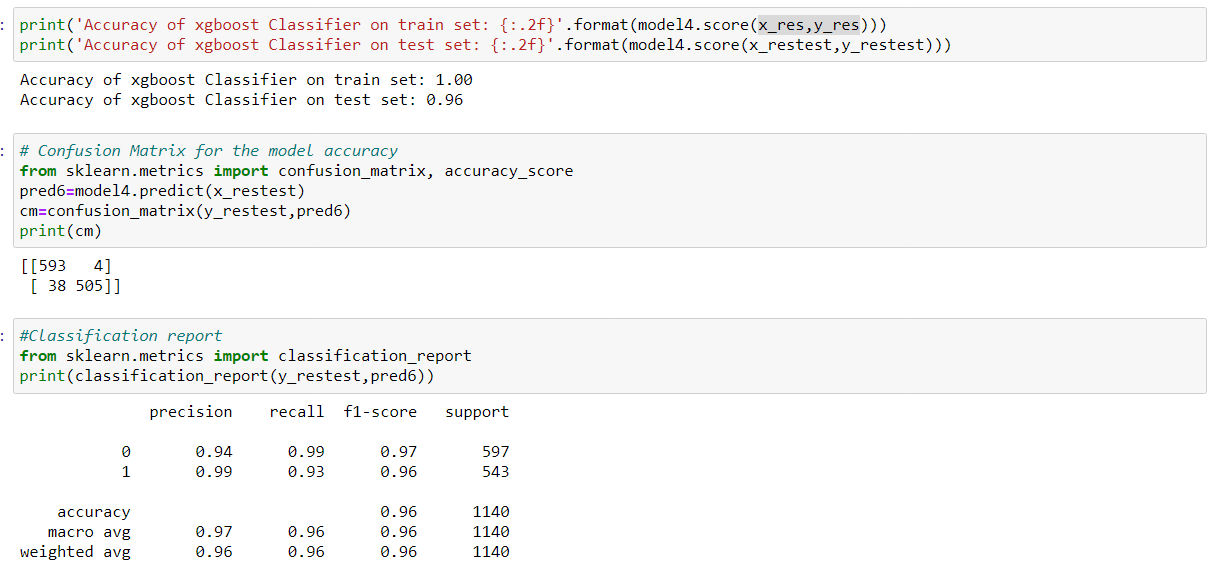 : print('Accuracy of xgboost Classifier on train set: {:.2f}'.format(model4.score(x_res,y_res)))
print('Accuracy of xgboost Classifier on test set: {:.2f}'.format(model4.score(x_restest,y_restest)))
Accuracy of xgboost Classifier on train set: 1.00
Accuracy of xgboost Classifier on test set: 0.96
: # Confusion Matrix for the model accuracy
from sklearn.metrics import confusion_matrix, accuracy_score
pred6=model4.predict(x_restest)
cm=confusion_matrix(y_restest,pred6)
print(cm)
[[593   4]
 [ 38 505]]
: #Classification report
from sklearn.metrics import classification_report
print(classification_report(y_restest,pred6))
              precision    recall  f1-score   support
           0       0.94      0.99      0.97       597
           1       0.99      0.93      0.96       543
    accuracy                           0.96      1140
   macro avg       0.97      0.96      0.96      1140
weighted avg       0.96      0.96      0.96      1140